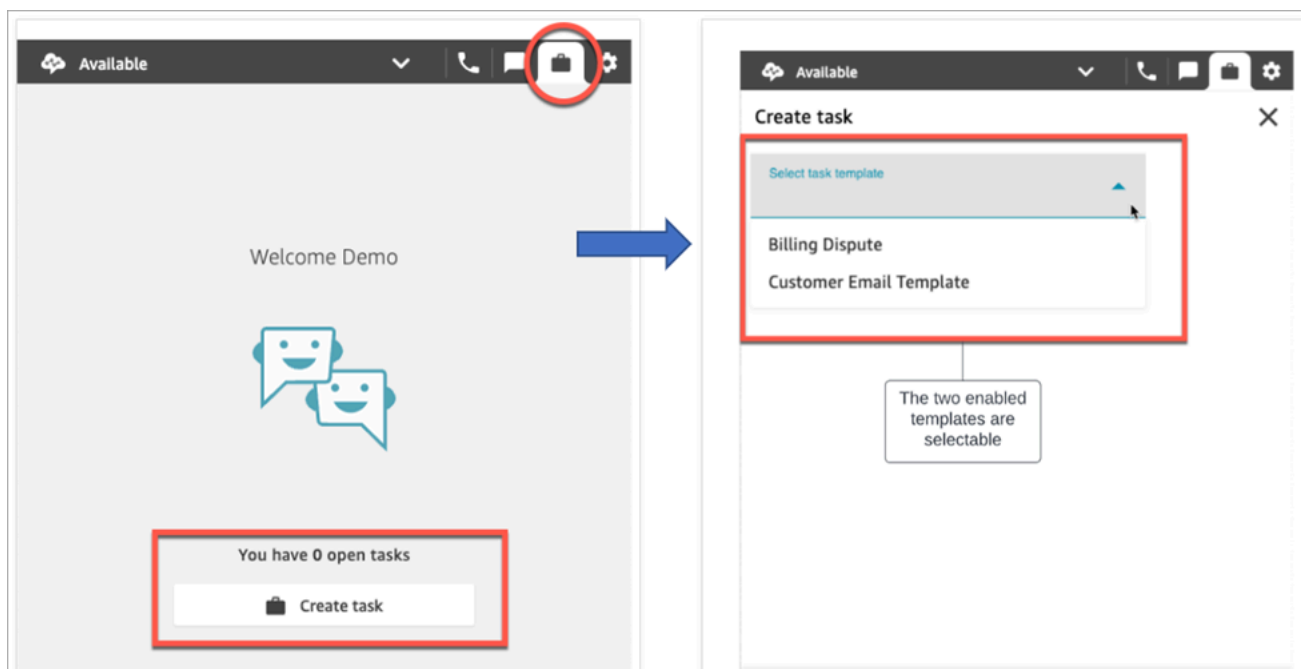 Available
Welcome Demo
You have 0 open tasks
Create task
Available
Create task
Select task template
Billing Dispute
Customer Email Template
The two enabled
templates are
selectable